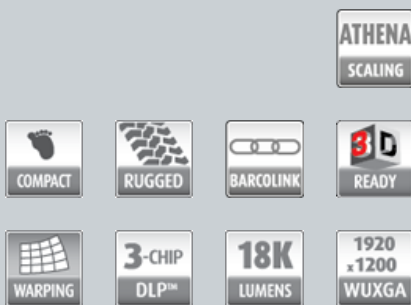 ATHENA
SCALING
COMPACT
RUGGED
BARCOLINK
3D
READY
WARPING
3-CHIP
DLP™
18K
LUMENS
1920
x1200
WUXGA